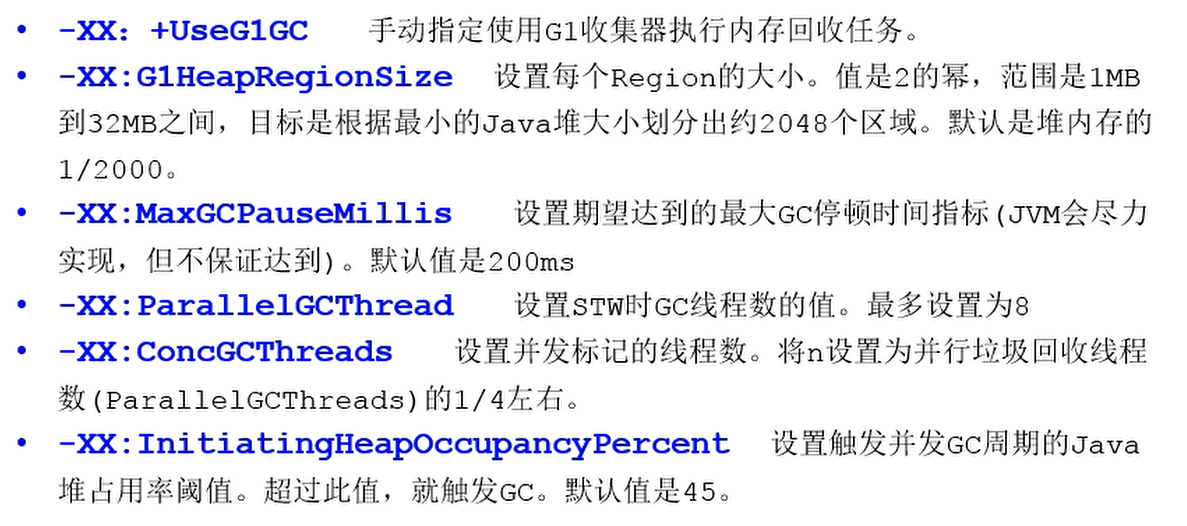 • -XX: +UseG1GC 手动指定使用G1收集器执行内存回收任务。
• -XX:G1HeapRegionSize 设置每个Region的大小。值是2的幂，范围是1MB
到32MB之间，目标是根据最小的Java堆大小划分出约2048个区域。默认是堆内存的
1/2000。
• -XX:MaxGCPauseMillis 设置期望达到的最大GC停顿时间指标(JVM会尽力
实现，但不保证达到)。默认值是200ms
• -XX:ParallelGCThread 设置STW时GC线程数的值。最多设置为8
• -XX:ConcGCThreads 设置并发标记的线程数。将n设置为并行垃圾回收线程
数(ParallelGCThreads)的1/4左右。
• -XX:InitiatingHeapOccupancyPercent 设置触发并发GC周期的Java
堆占用率阈值。超过此值，就触发GC。默认值是45。